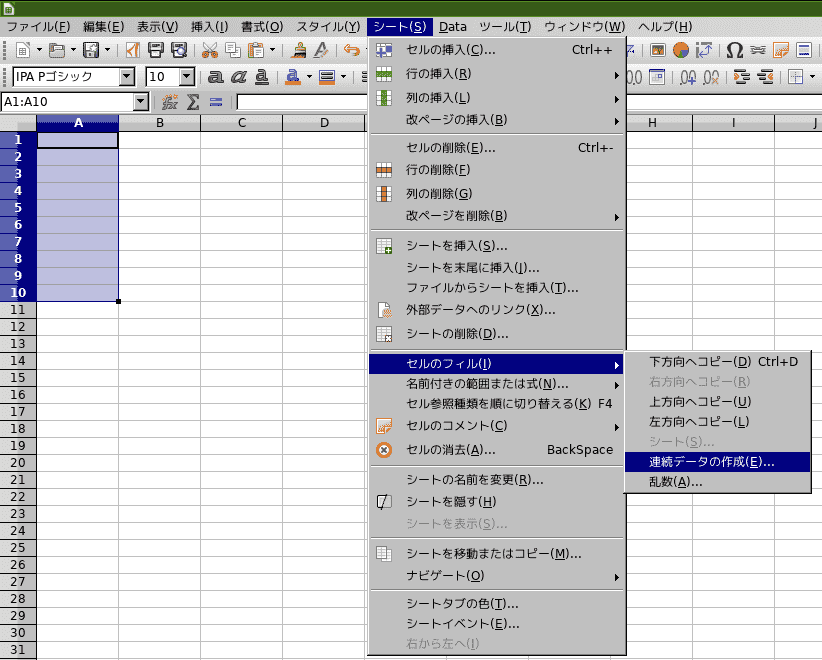 ファイル(F) 編集(E) 表示(V) 挿入(I) 書式(O) スタイル(Y) シート(S) Data ツール(T) ウィンドウ(W) ヘルプ(H)
IPA Pゴシック 10
A1:A10
A B C D H I J
1
2
3
4
5
6
7
8
9
10
11
12
13
14
15
16
17
18
19
20
21
22
23
24
25
26
27
28
29
30
31
セルの挿入(C)... Ctrl++
行の挿入(R)
列の挿入(L)
改ページの挿入(B)
セルの削除(E)... Ctrl+-
行の削除(F)
列の削除(G)
改ページを削除(B)
シートを挿入(S)...
シートを末尾に挿入(I)...
ファイルからシートを挿入(T)...
外部データへのリンク(X)...
シートの削除(D)...
セルのフィル(I)
名前付きの範囲または式(N)...
セル参照種類を順に切り替える(K) F4
セルのコメント(C)
セルの消去(A)... BackSpace
シートの名前を変更(R)...
シートを隠す(H)
シートを表示(S)...
シートを移動またはコピー(M)...
ナビゲート(O)
シートタブの色(T)...
シートイベント(E)...
右から左へ(I)
下方向へコピー(D) Ctrl+D
右方向へコピー(R)
上方向へコピー(U)
左方向へコピー(L)
シート(S)...
連続データの作成(E)...
乱数(A)...